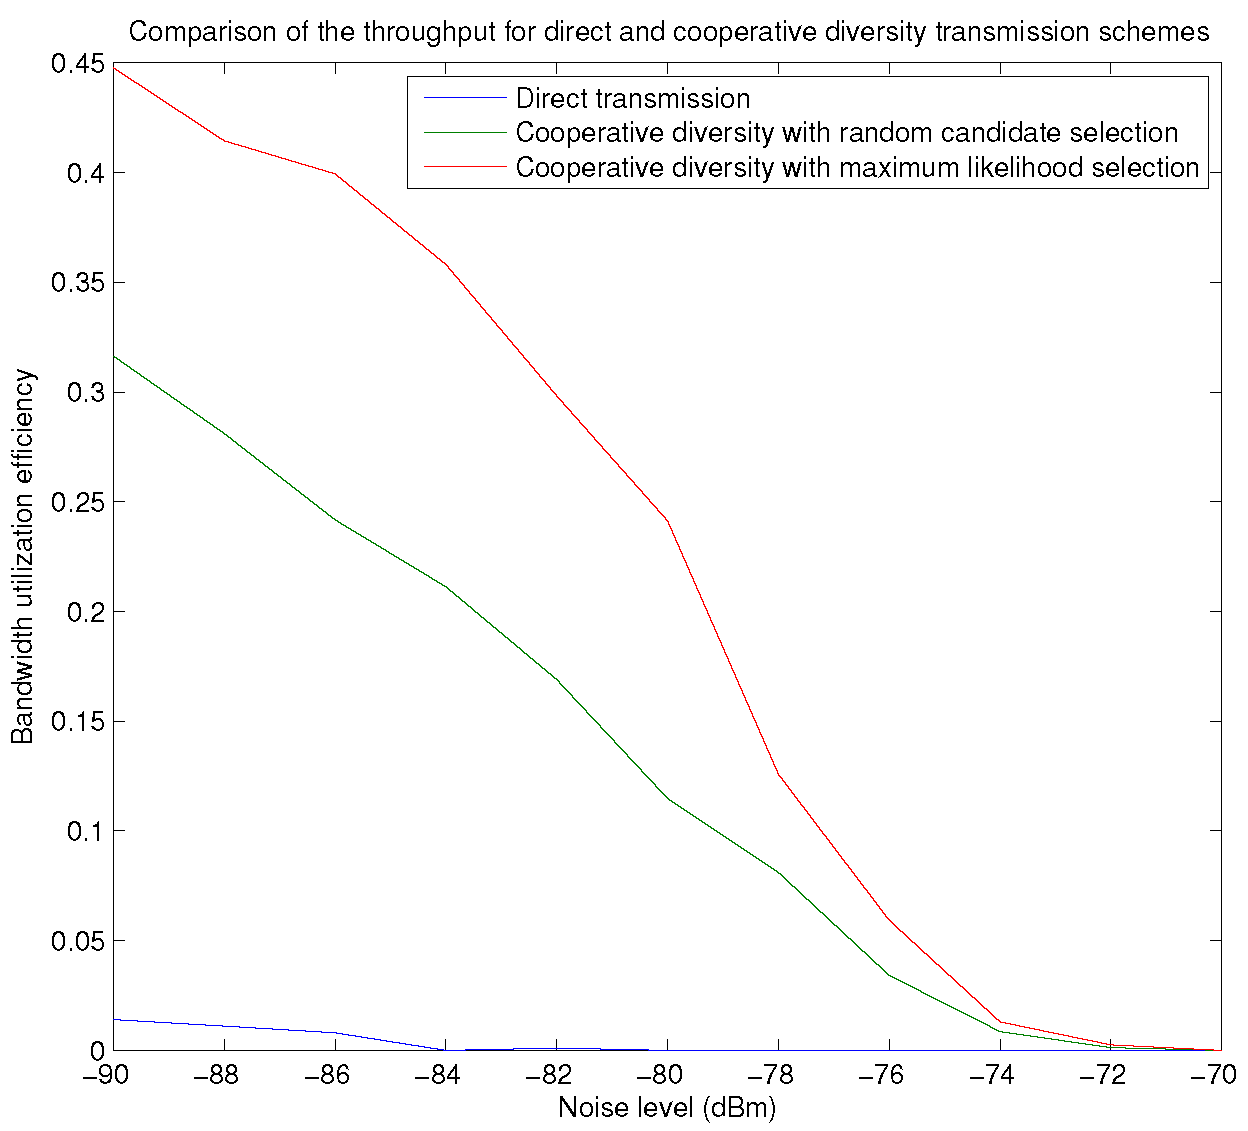 Comparison of the throughput for direct and cooperative diversity transmission schemes
0.45
0.4
0.35
0.3
0.25
0.2
0.15
0.1
0.05
0
Bandwidth utilization efficiency
Direct transmission
Cooperative diversity with random candidate selection
Cooperative diversity with maximum likelihood selection
−90 −88 −86 −84 −82 −80 −78 −76 −74 −72 −70
Noise level (dBm)